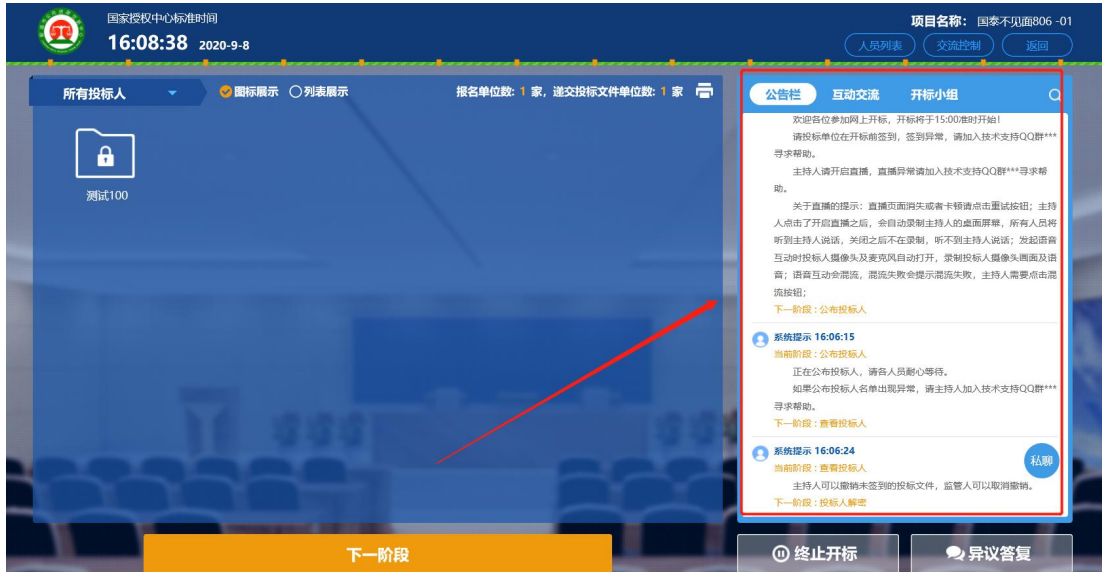 国家授权中心标准时间
16:08:38 2020-9-8
项目名称： 国泰不见面806 -01
人员列表 交流控制 返回
所有投标人 图标展示 列表展示 报名单位数: 1 家, 递交投标文件单位数: 1 家
测试100
公告栏 互动交流 开标小组
欢迎各位参加网上开标，开标将于15:00准时开始！
请投标单位在开标前签到，签到异常，请加入技术支持QQ群***
寻求帮助。
主持人请开启直播，直播异常请加入技术支持QQ群***寻求帮
助。
关于直播的提示：直播页面消失或者卡顿请点击重试按钮；主持
人点击了开启直播之后，会自动录制主持人的桌面屏幕，所有人员将
听到主持人说话，关闭之后不在录制，听不到主持人说话；发起语音
互动时投标人摄像头及麦克风自动打开，录制投标人摄像头画面及语
音；语音互动会混流，混流失败会提示混流失败，主持人需要点击混
流按钮；
下一阶段 : 公布投标人
系统提示 16:06:15
当前阶段 : 公布投标人
正在公布投标人，请各人员耐心等待。
如果公布投标人名单出现异常，请主持人加入技术支持QQ群***
寻求帮助。
下一阶段 : 查看投标人
系统提示 16:06:24
当前阶段 : 查看投标人
主持人可以撤销未签到的投标文件，监管人可以取消撤销。
下一阶段 : 投标人解密
私聊
下一阶段
终止开标 异议答复